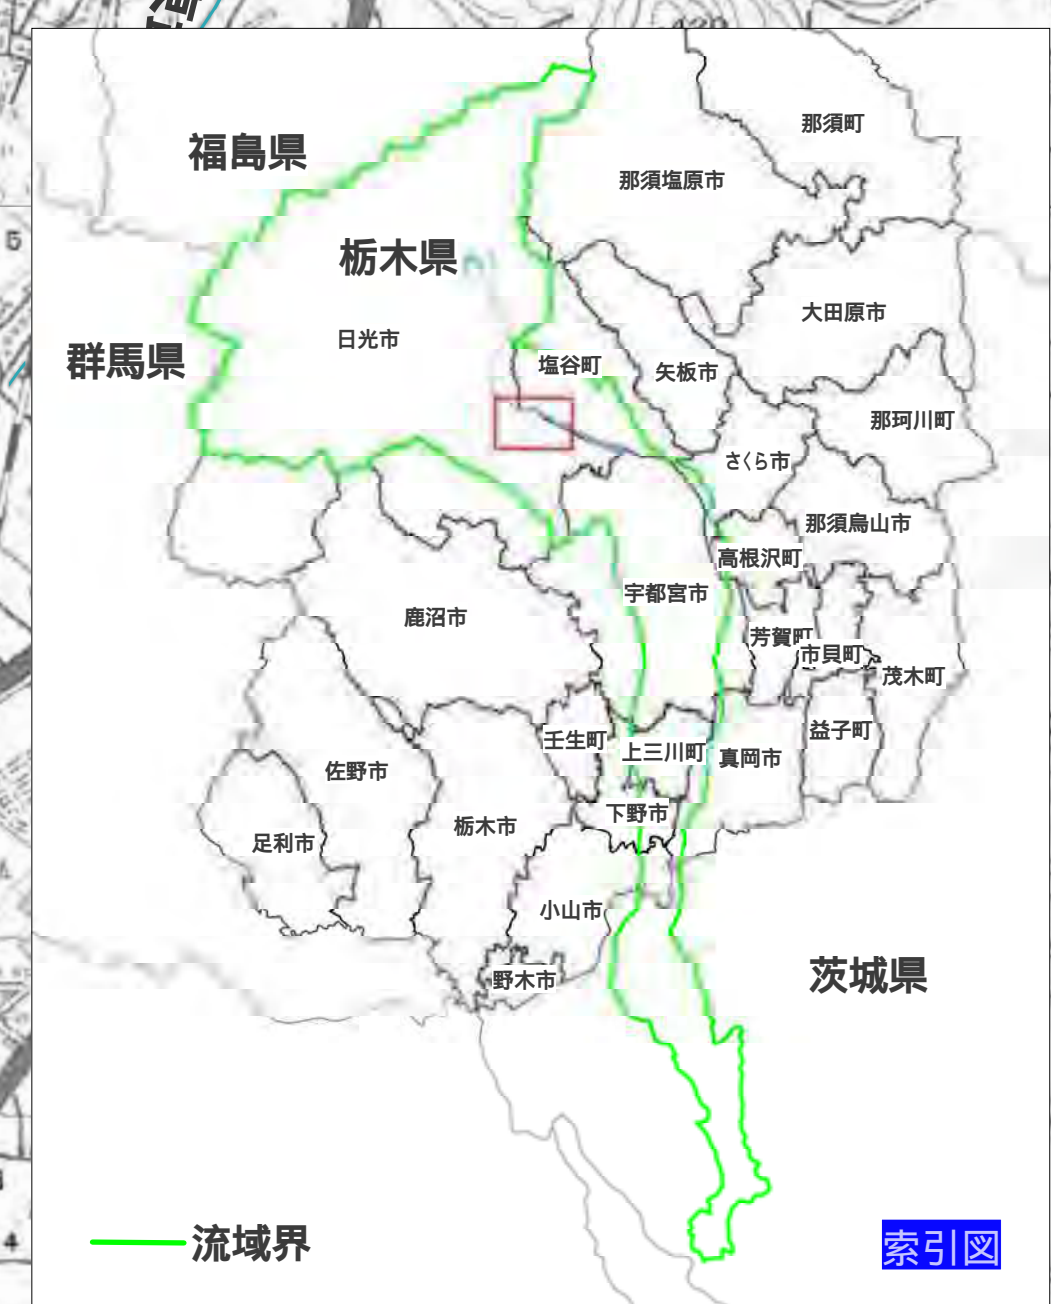 福島県
栃木県
群馬県
日光市
那須町
那須塩原市
大田原市
塩谷町
矢板市
那珂川町
さくら市
那須烏山市
高根沢町
宇都宮市
鹿沼市
芳賀町
市貝町
茂木町
益子町
真岡市
壬生町
上三川町
下野市
佐野市
栃木市
足利市
小山市
野木市
茨城県
流域界
索引図
5
4